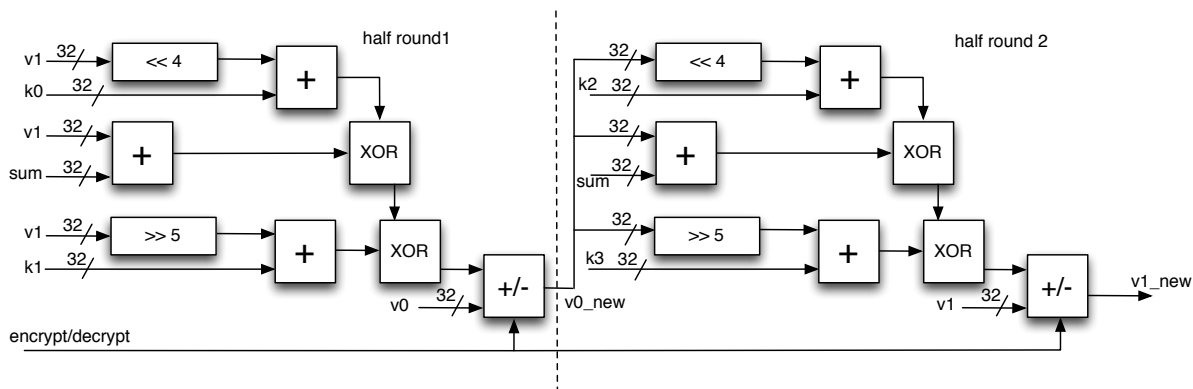 half round1
v1 32 << 4 +
k0 32
v1 32 + XOR
sum 32
v1 32 >> 5 + XOR
k1 32
v0 32 +/- v0_new
encrypt/decrypt
half round 2
32 << 4 +
k2 32
32 + XOR
sum 32
32 >> 5 + XOR
k3 32
v1 32 +/- v1_new